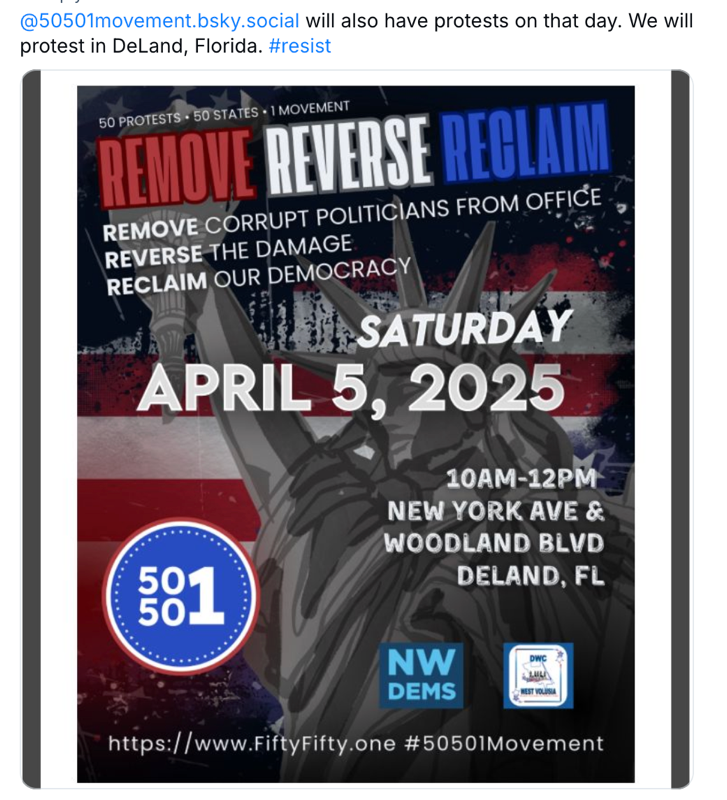 @50501movement.bsky.social will also have protests on that day. We will
protest in DeLand, Florida. #resist
50 PROTESTS • 50 STATES • 1 MOVEMENT
REMOVE REVERSE RECLAIM
REMOVE CORRUPT POLITICIANS FROM OFFICE
REVERSE THE DAMAGE
RECLAIM OUR DEMOCRACY
SATURDAY
APRIL 5, 2025
10AM-12PM
NEW YORK AVE &
WOODLAND BLVD
DELAND, FL
50
501
NW
DEMS
DWC
WEST VOLUSIA
https://www.FiftyFifty.one #50501Movement